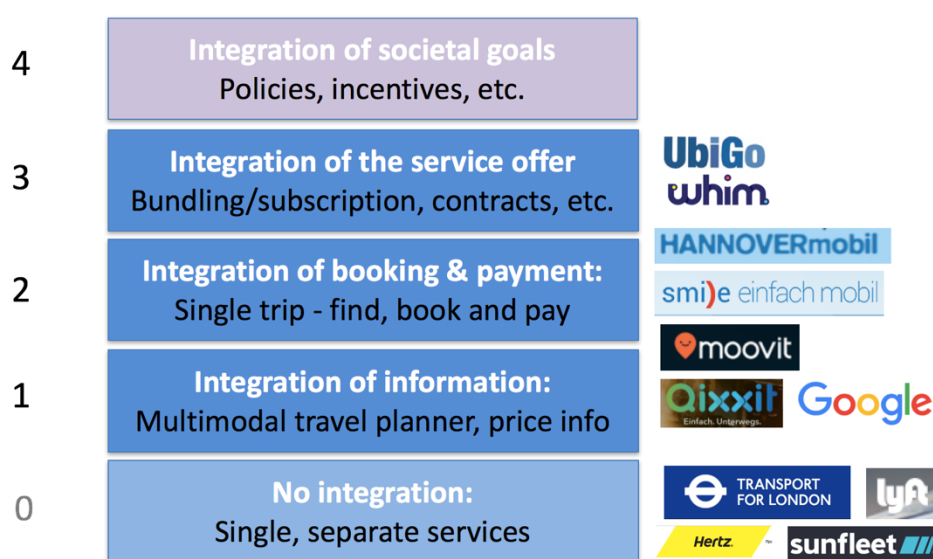 4
Integration of societal goals
Policies, incentives, etc.
3
Integration of the service offer
Bundling/subscription, contracts, etc.
UbiGo
whim
2
Integration of booking & payment:
Single trip - find, book and pay
HANNOVERmobil
smile einfach mobil
moovit
1
Integration of information:
Multimodal travel planner, price info
Qixxit
Einfach. Unterwegs.
Google
0
No integration:
Single, separate services
TRANSPORT
FOR LONDON
lyft
Hertz.
sunfleet